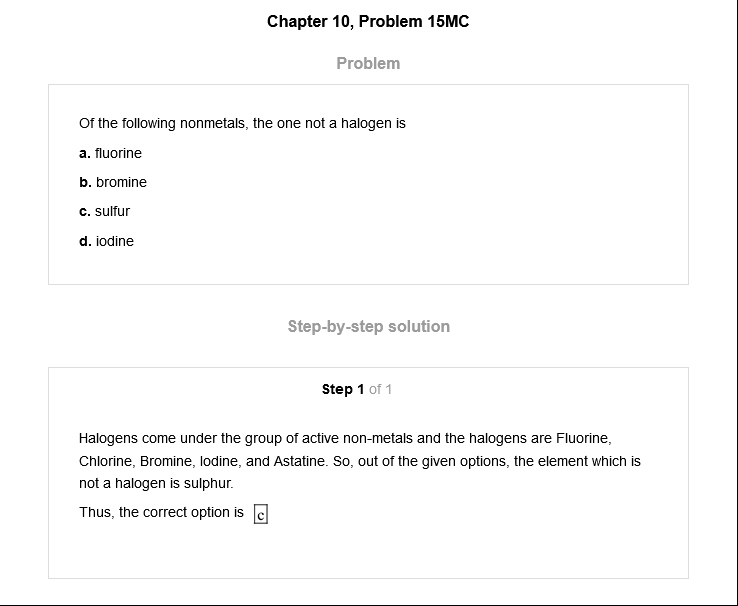 Chapter 10, Problem 15MC
Problem
Of the following nonmetals, the one not a halogen is
a. fluorine
b. bromine
c. sulfur
d. iodine
Step-by-step solution
Step 1 of 1
Halogens come under the group of active non-metals and the halogens are Fluorine,
Chlorine, Bromine, Iodine, and Astatine. So, out of the given options, the element which is
not a halogen is sulphur.
Thus, the correct option is c